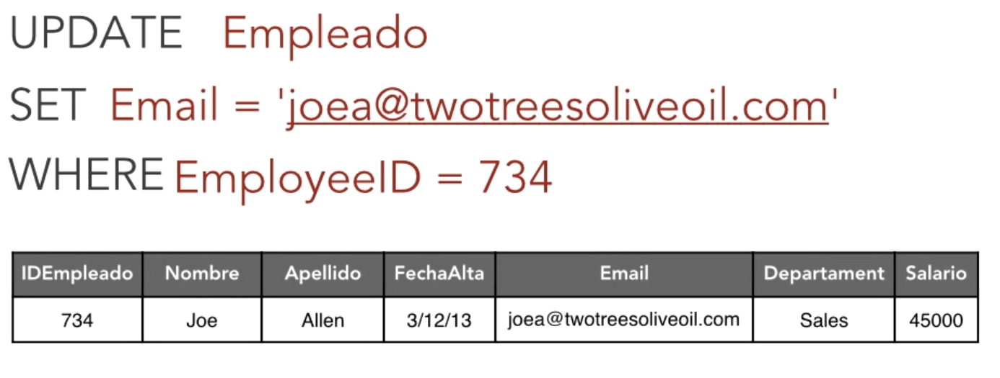 UPDATE Empleado
SET Email = 'joea@twotreesoliveoil.com'
WHERE EmployeeID = 734
IDEmpleado Nombre Apellido FechaAlta Email Departament Salario
734 Joe Allen 3/12/13 joea@twotreesoliveoil.com Sales 45000